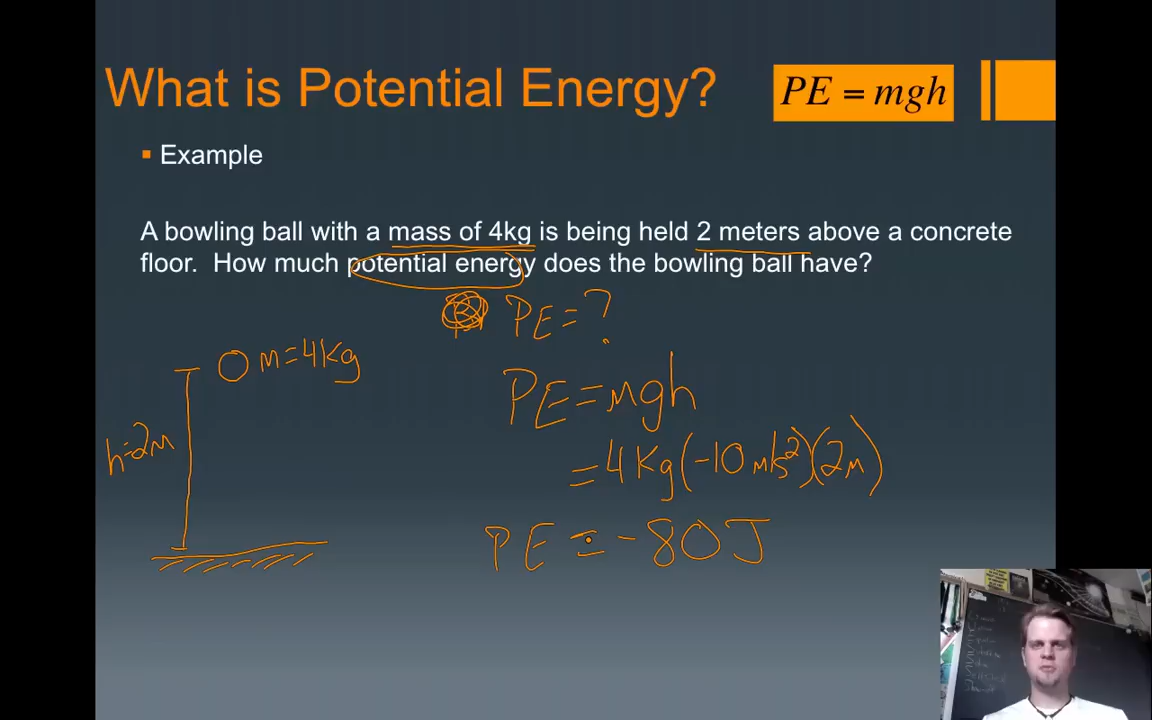 What is Potential Energy?
PE = mgh
Example
A bowling ball with a mass of 4kg is being held 2 meters above a concrete
floor. How much potential energy does the bowling ball have?
PE = ?
m=4Kg
h=2m
PE=mgh
=4Kg(-10 m/s²)(2m)
PE = -80J